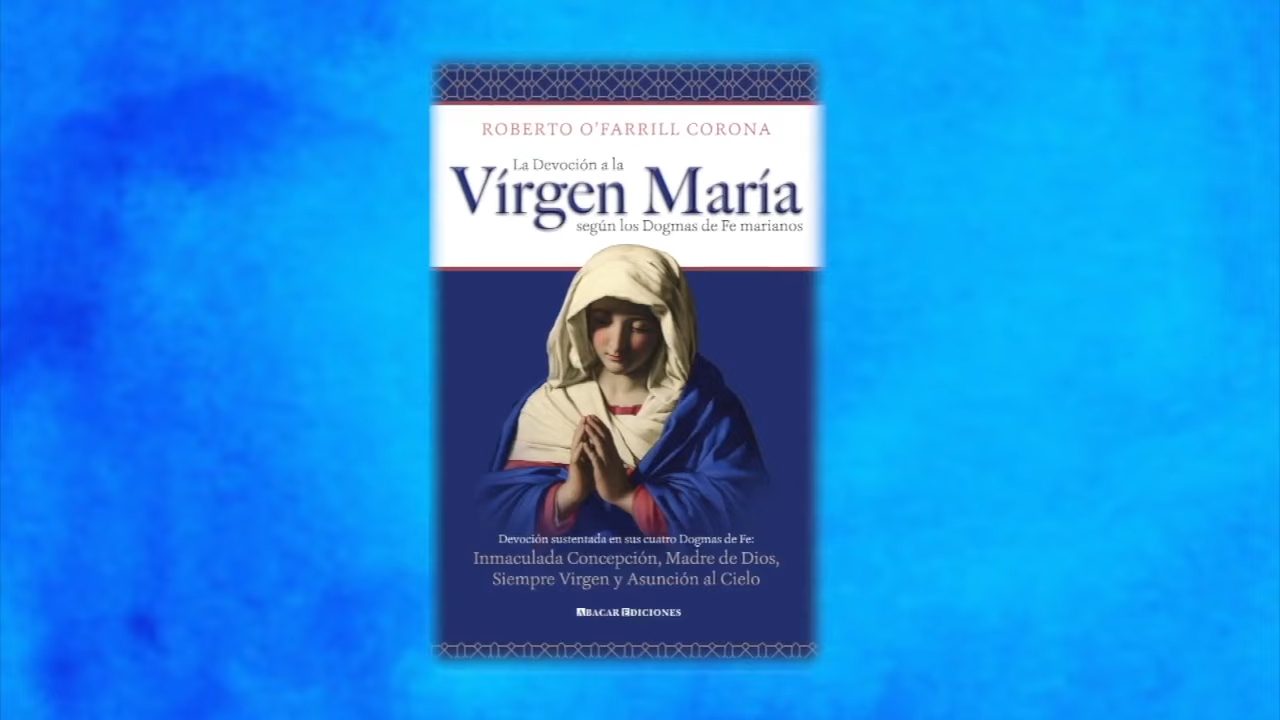 ROBERTO O'FARRILL CORONA
La Devoción a la
Vírgen María
según los Dogmas de Fe marianos
Devoción sustentada en sus cuatro Dogmas de Fe:
Inmaculada Concepción, Madre de Dios,
Siempre Virgen y Asunción al Cielo
ABACAR EDICIONES